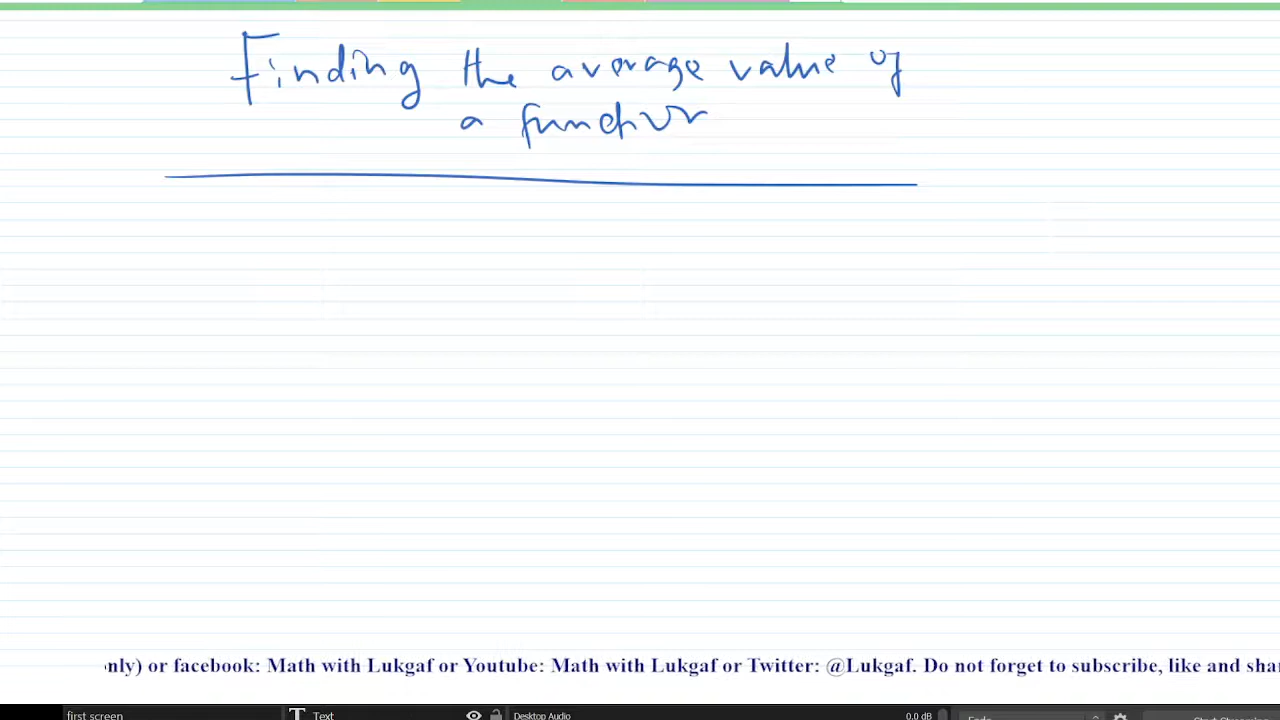 Finding the average value of
a function
nly) or facebook: Math with Lukgaf or Youtube: Math with Lukgaf or Twitter: @Lukgaf. Do not forget to subscribe, like and shar
first screen
Text
Desktop Audio
0.0 dB